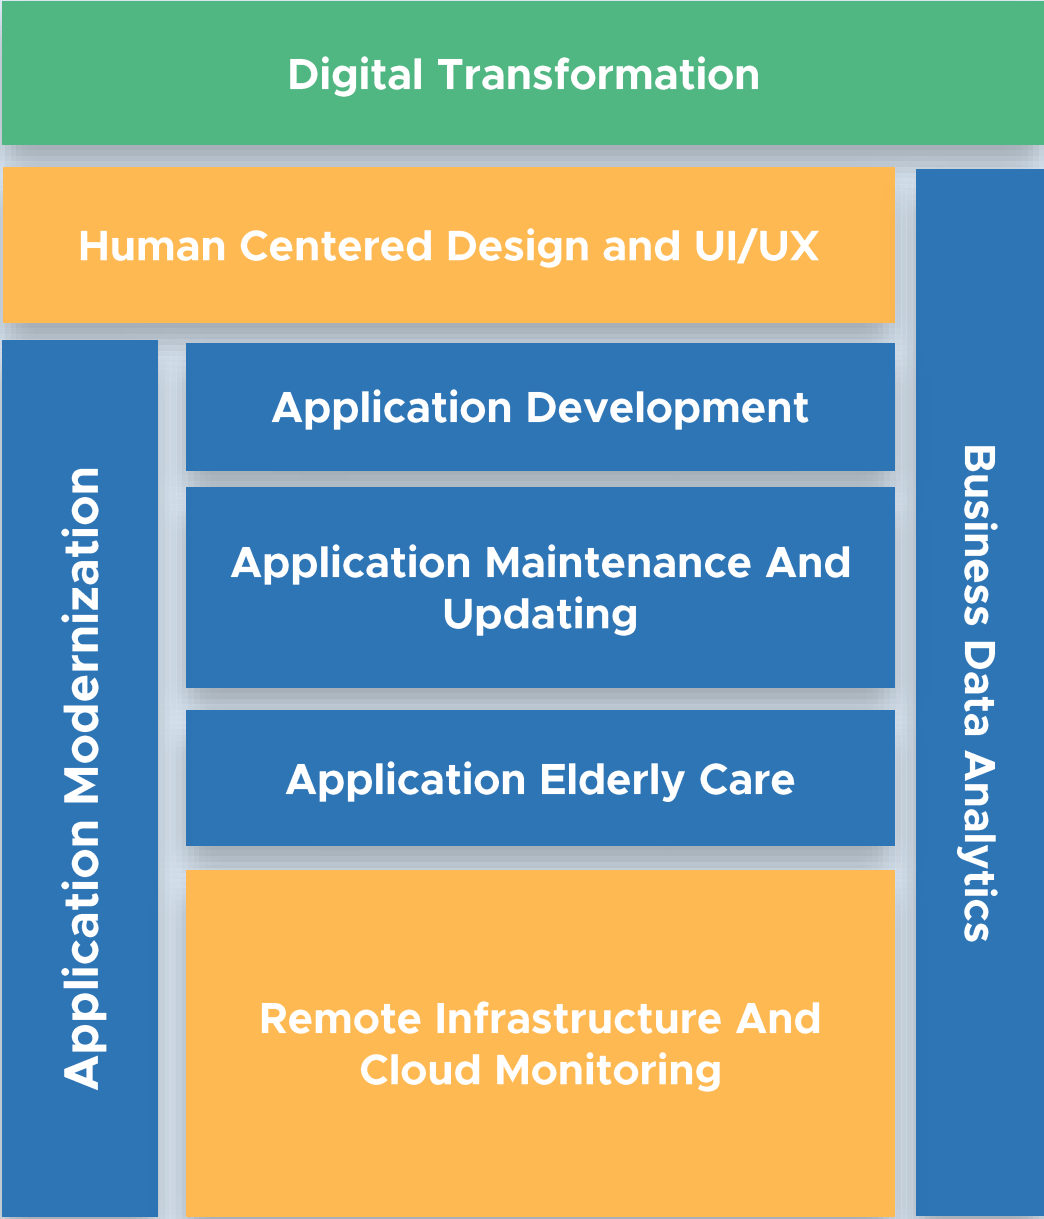 Digital Transformation
Human Centered Design and UI/UX
Application Modernization
Application Development
Application Maintenance And
Updating
Application Elderly Care
Remote Infrastructure And
Cloud Monitoring
Business Data Analytics